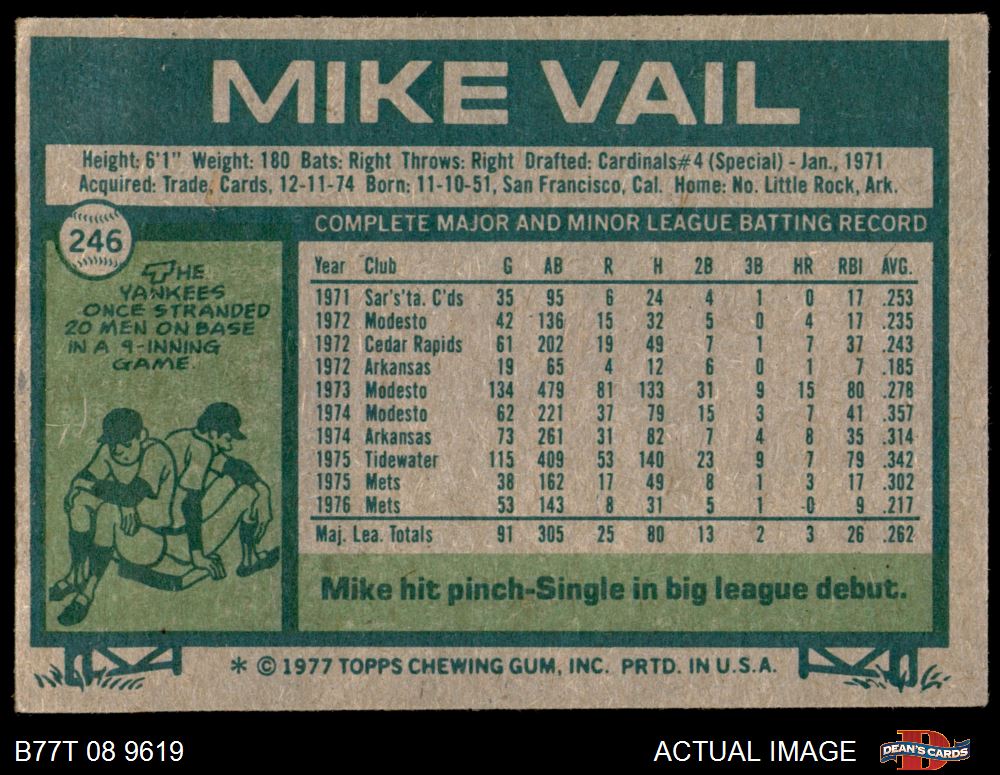 MIKE VAIL
Height: 6'1" Weight: 180 Bats: Right Throws: Right Drafted: Cardinals#4 (Special) - Jan., 1971
Acquired: Trade, Cards, 12-11-74 Born: 11-10-51, San Francisco, Cal. Home: No. Little Rock, Ark.
246
THE
YANKEES
ONCE STRANDED
20 MEN ON BASE
IN A 9-INNING
GAME.
COMPLETE MAJOR AND MINOR LEAGUE BATTING RECORD
Year Club G AB R H 2B 3B HR RBI AVG.
1971 Sar's'ta. C'ds 35 95 6 24 4 1 0 17 .253
1972 Modesto 42 136 15 32 5 0 4 17 .235
1972 Cedar Rapids 61 202 19 49 7 1 7 37 .243
1972 Arkansas 19 65 4 12 6 0 1 7 .185
1973 Modesto 134 479 81 133 31 9 15 80 .278
1974 Modesto 62 221 37 79 15 3 7 41 .357
1974 Arkansas 73 261 31 82 7 4 8 35 .314
1975 Tidewater 115 409 53 140 23 9 7 79 .342
1975 Mets 38 162 17 49 8 1 3 17 .302
1976 Mets 53 143 8 31 5 1 0 9 .217
Maj. Lea. Totals 91 305 25 80 13 2 3 26 .262
Mike hit pinch-Single in big league debut.
* © 1977 TOPPS CHEWING GUM, INC. PRTD. IN U.S.A.
B77T 08 9619
ACTUAL IMAGE
D
DEAN'S CARDS